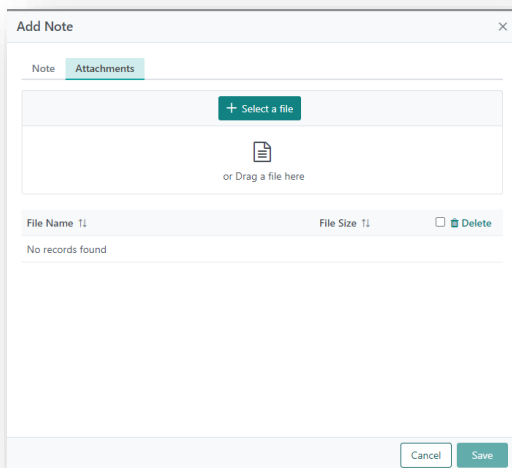 Add Note
Note Attachments
Select a file
or Drag a file here
File Name File Size Delete
No records found
Cancel Save